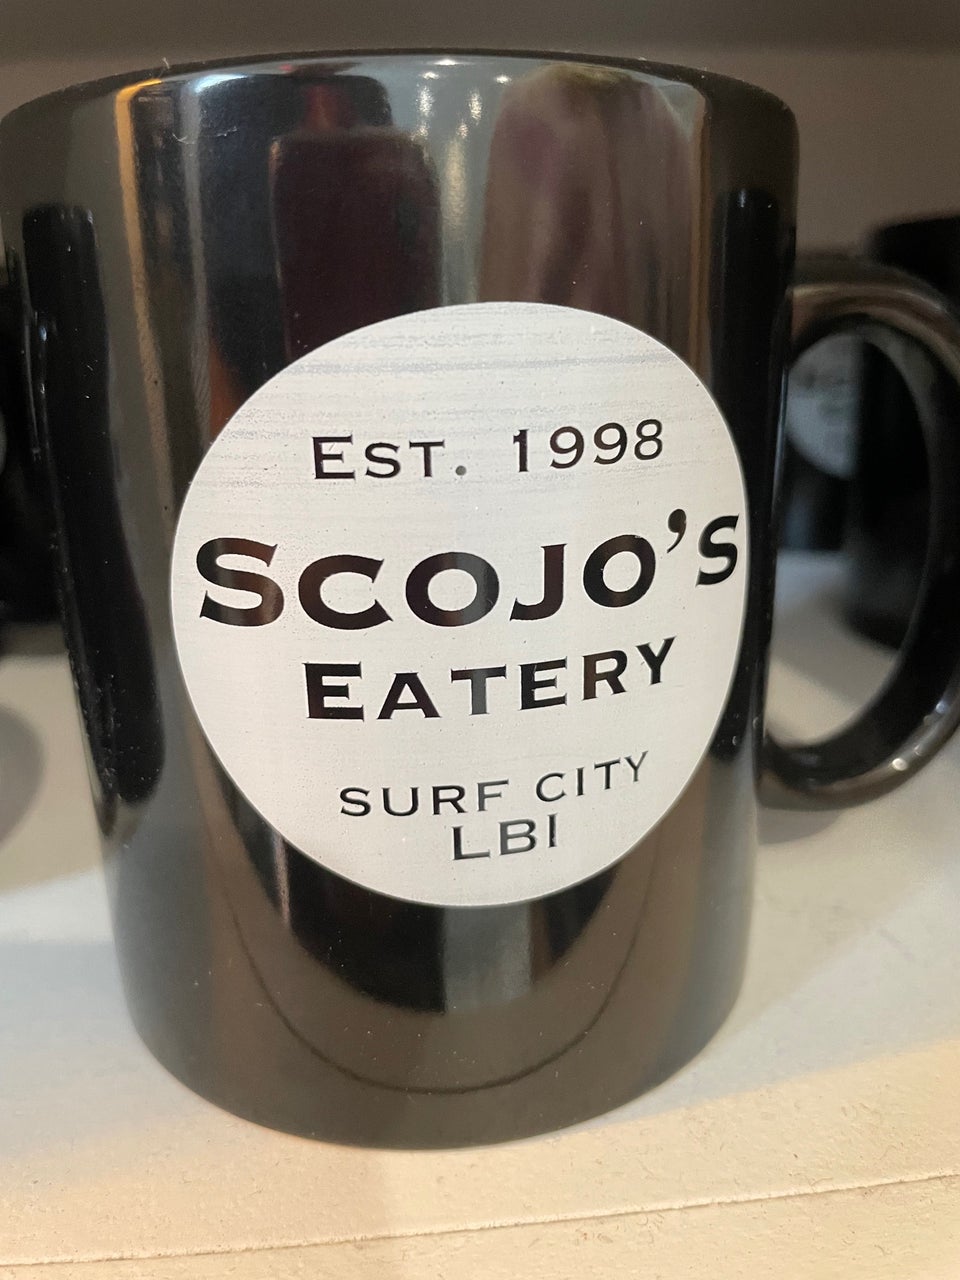 EST. 1998
SCOJO'S
EATERY
SURF CITY
LBI